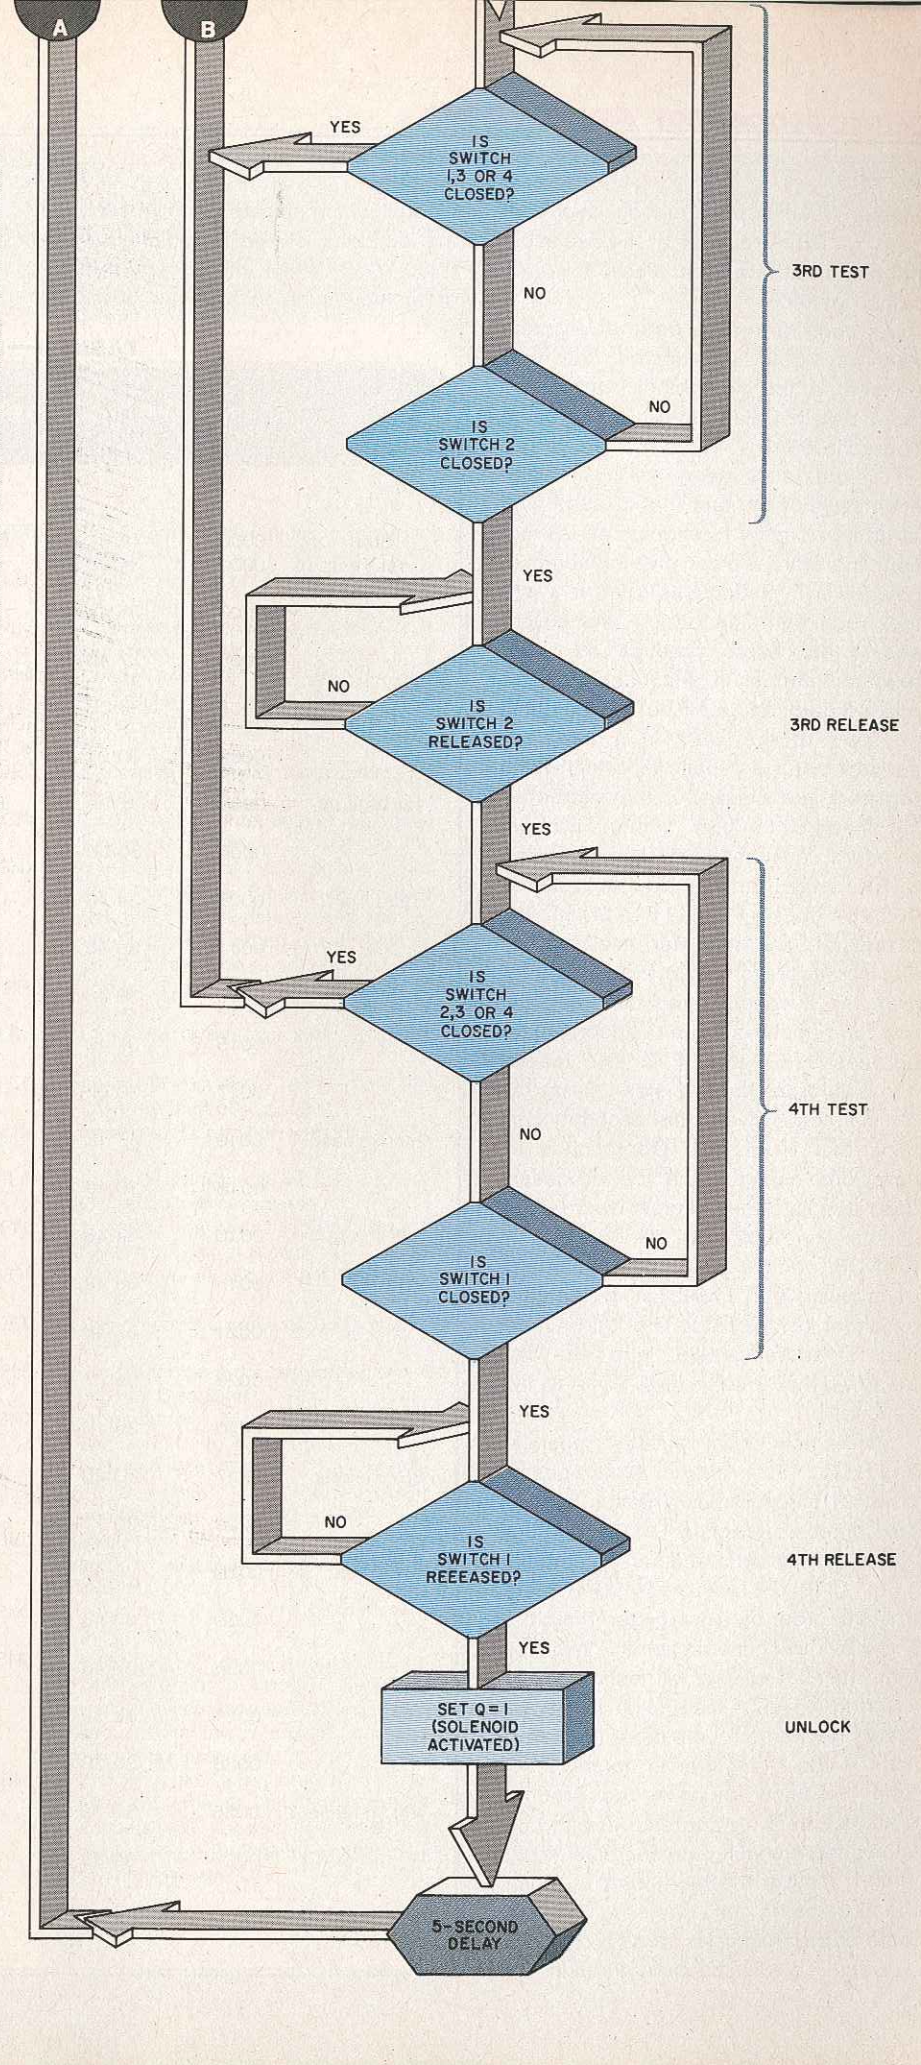 A
B
YES
IS
SWITCH
1,3 OR 4
CLOSED?
3RD TEST
NO
NO
IS
SWITCH 2
CLOSED?
YES
NO
IS
SWITCH 2
RELEASED?
3RD RELEASE
YES
YES
IS
SWITCH
2,3 OR 4
CLOSED?
4TH TEST
NO
NO
IS
SWITCH 1
CLOSED?
YES
NO
IS
SWITCH 1
REEEASED?
4TH RELEASE
YES
SET Q=1
(SOLENOID
ACTIVATED)
UNLOCK
5-SECOND
DELAY